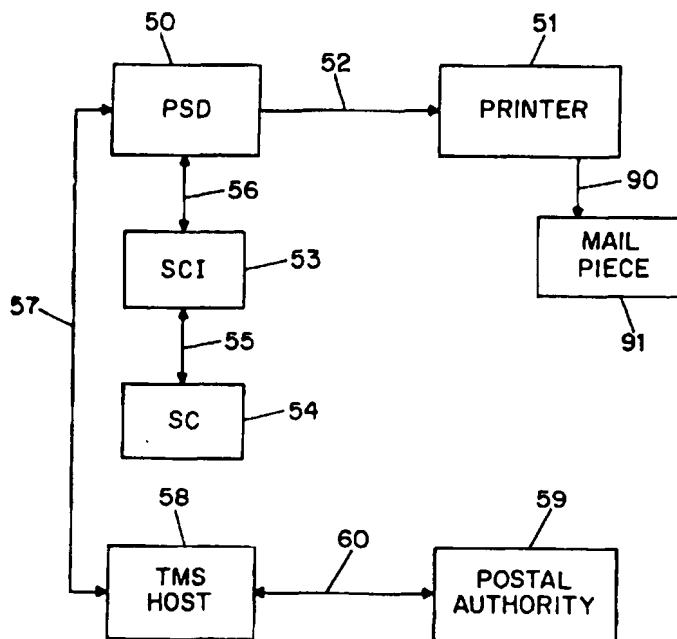 50
51
52
PSD
PRINTER
56
90
SCI
53
MAIL
PIECE
57
55
91
SC
54
58
59
60
TMS
HOST
POSTAL
AUTHORITY